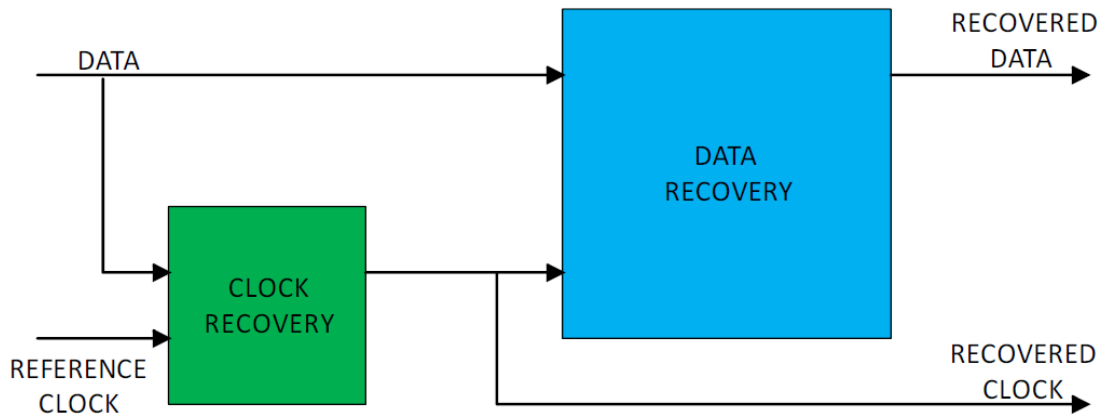 DATA
RECOVERED
DATA
DATA
RECOVERY
CLOCK
RECOVERY
REFERENCE
CLOCK
RECOVERED
CLOCK